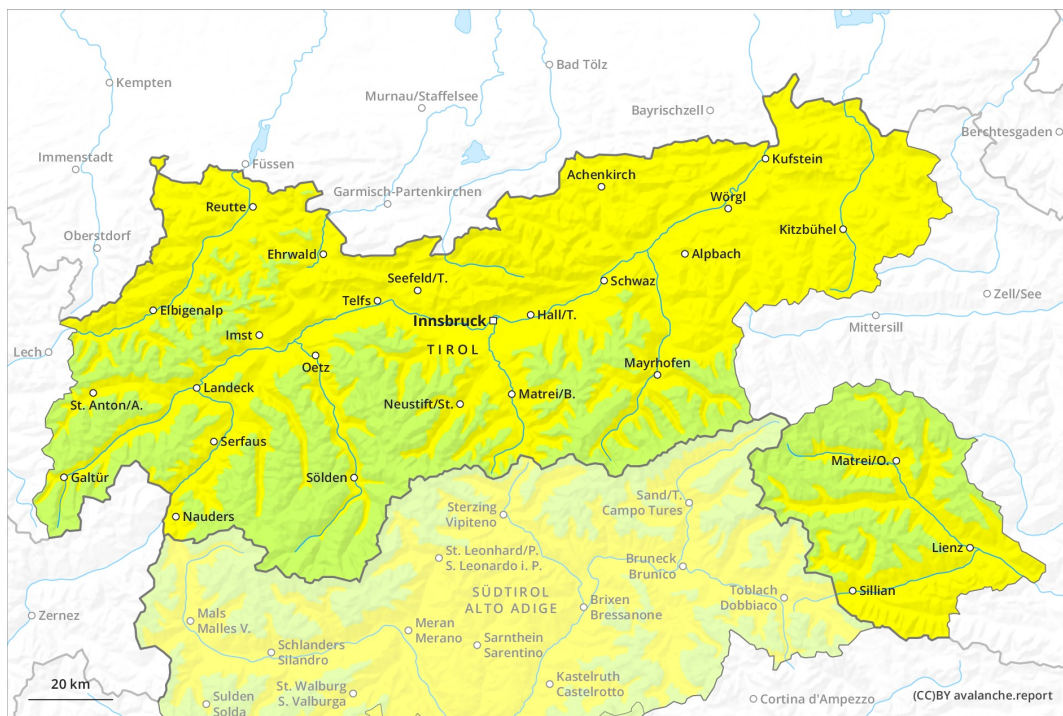 Bad Tölz
Kempten
Murnau/Staffelsee
Bayrischzell
Berchtesgaden
Immenstadt
Füssen
Kufstein
Garmisch-Partenkirchen
Achenkirch
Wörgl
Reutte
Kitzbühel
Oberstdorf
Ehrwald
Alpbach
Seefeld/T.
Schwaz
Zell/See
Telfs
Elbigenalp
Innsbruck
Hall/T.
Mittersill
Imst
TIROL
Lech
Oetz
Mayrhofen
Landeck
St. Anton/A.
Neustift/St.
Matrei/B.
Serfaus
Matrei/O.
Galtür
Sölden
Sterzing
Vipiteno
Sand/T.
Campo Tures
Nauders
Lienz
St. Leonhard/P.
S. Leonardo i. P.
Bruneck
Brunico
Sillian
SÜDTIROL
ALTO ADIGE
Toblach
Dobbiaco
Zernez
Mals
Malles V.
Brixen
Bressanone
Meran
Merano
Schlanders
Silandro
Sarnthein
Sarentino
20 km
St. Walburg
S. Valburga
Kastelruth
Castelrotto
Sulden
Solda
Cortina d'Ampezzo
(CC)BY avalanche.report